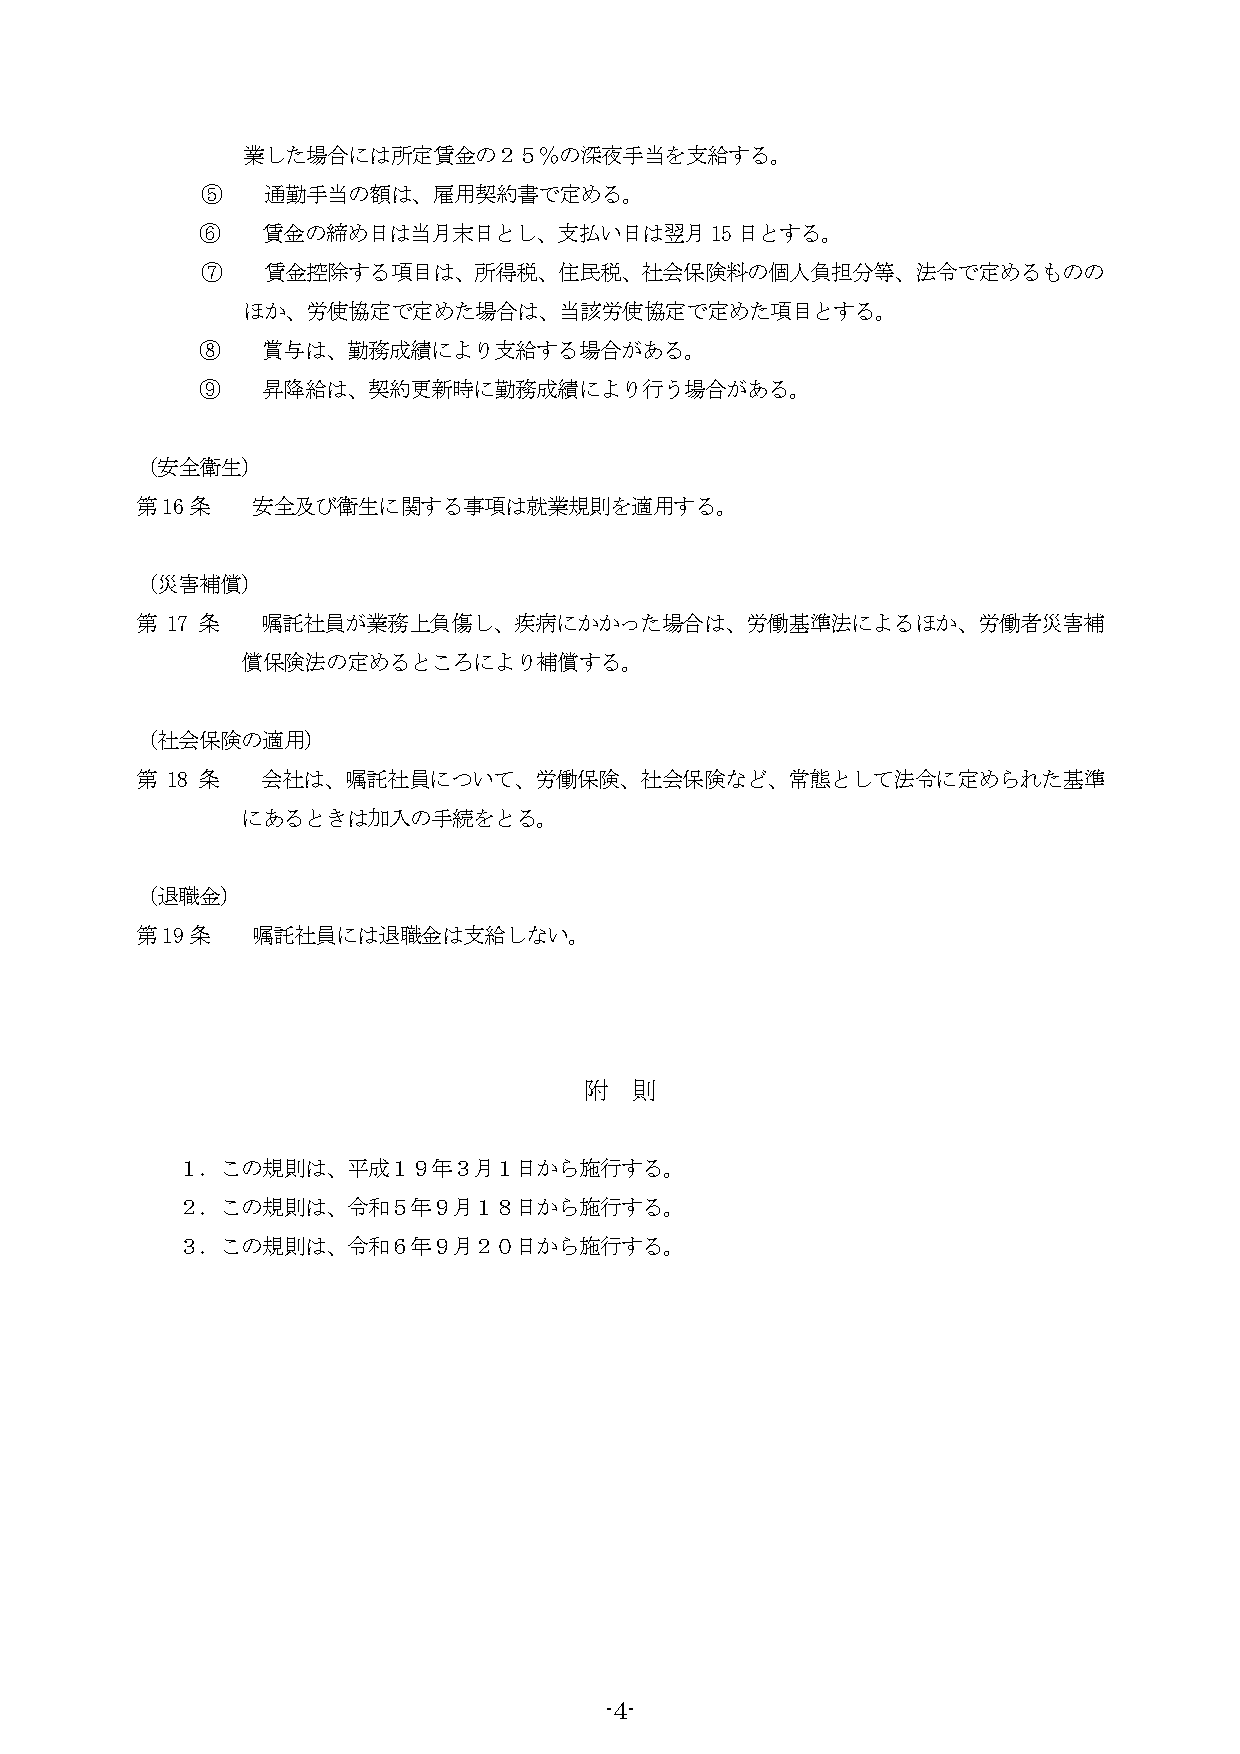 業した場合には所定賃金の２５％の深夜手当を支給する。
⑤　通勤手当の額は、雇用契約書で定める。
⑥　賃金の締め日は当月末日とし、支払い日は翌月 15 日とする。
⑦　賃金控除する項目は、所得税、住民税、社会保険料の個人負担分等、法令で定めるものの
ほか、労使協定で定めた場合は、当該労使協定で定めた項目とする。
⑧　賞与は、勤務成績により支給する場合がある。
⑨　昇降給は、契約更新時に勤務成績により行う場合がある。
（安全衛生）
第 16 条　安全及び衛生に関する事項は就業規則を適用する。
（災害補償）
第 17 条　嘱託社員が業務上負傷し、疾病にかかった場合は、労働基準法によるほか、労働者災害補
償保険法の定めるところにより補償する。
（社会保険の適用）
第 18 条　会社は、嘱託社員について、労働保険、社会保険など、常態として法令に定められた基準
にあるときは加入の手続をとる。
（退職金）
第 19 条　嘱託社員には退職金は支給しない。
附　則
１．この規則は、平成１９年３月１日から施行する。
２．この規則は、令和５年９月１８日から施行する。
３．この規則は、令和６年９月２０日から施行する。
-4-